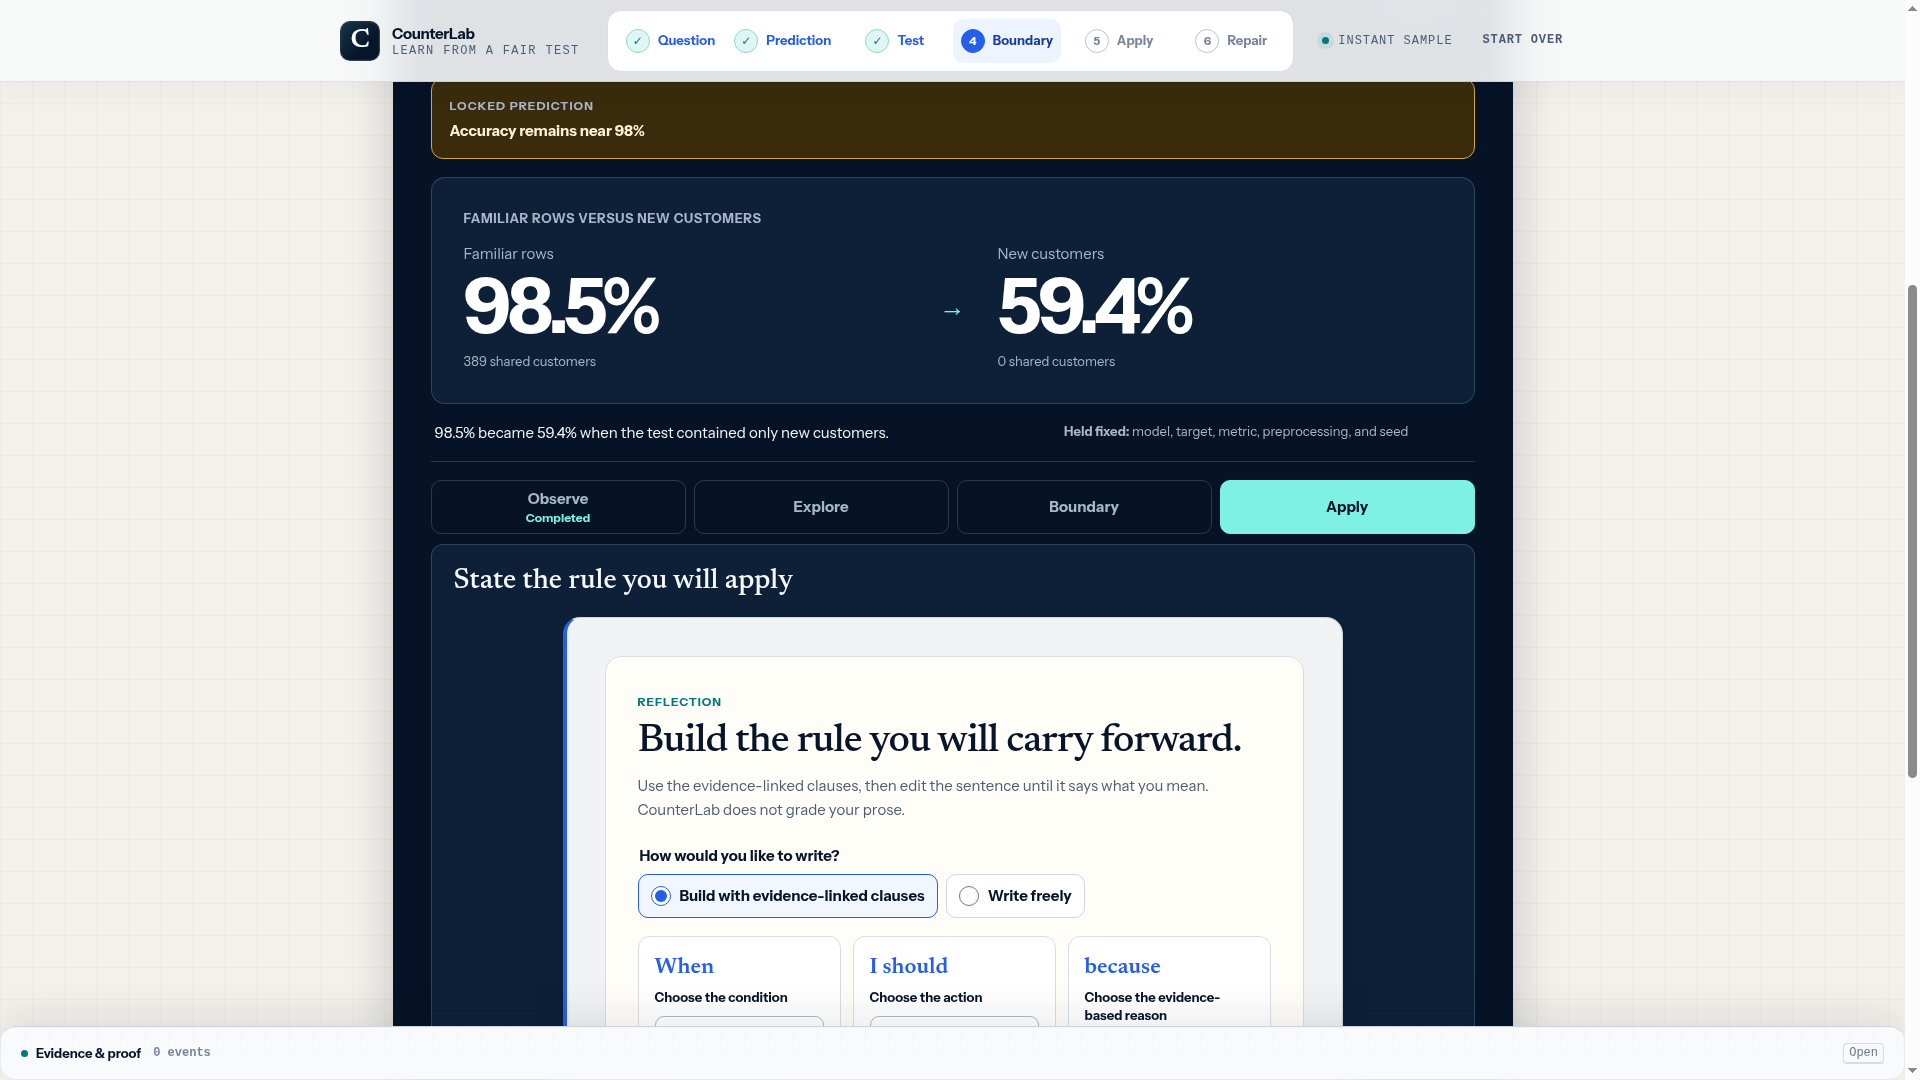 C
CounterLab
LEARN FROM A FAIR TEST
✓ Question
✓ Prediction
✓ Test
4 Boundary
5 Apply
6 Repair
INSTANT SAMPLE
START OVER
LOCKED PREDICTION
Accuracy remains near 98%
FAMILIAR ROWS VERSUS NEW CUSTOMERS
Familiar rows
98.5%
389 shared customers
→
New customers
59.4%
0 shared customers
98.5% became 59.4% when the test contained only new customers.
Held fixed: model, target, metric, preprocessing, and seed
Observe
Completed
Explore
Boundary
Apply
State the rule you will apply
REFLECTION
Build the rule you will carry forward.
Use the evidence-linked clauses, then edit the sentence until it says what you mean.
CounterLab does not grade your prose.
How would you like to write?
Build with evidence-linked clauses
Write freely
When
Choose the condition
I should
Choose the action
because
Choose the evidence-
based reason
Evidence & proof
0 events
Open